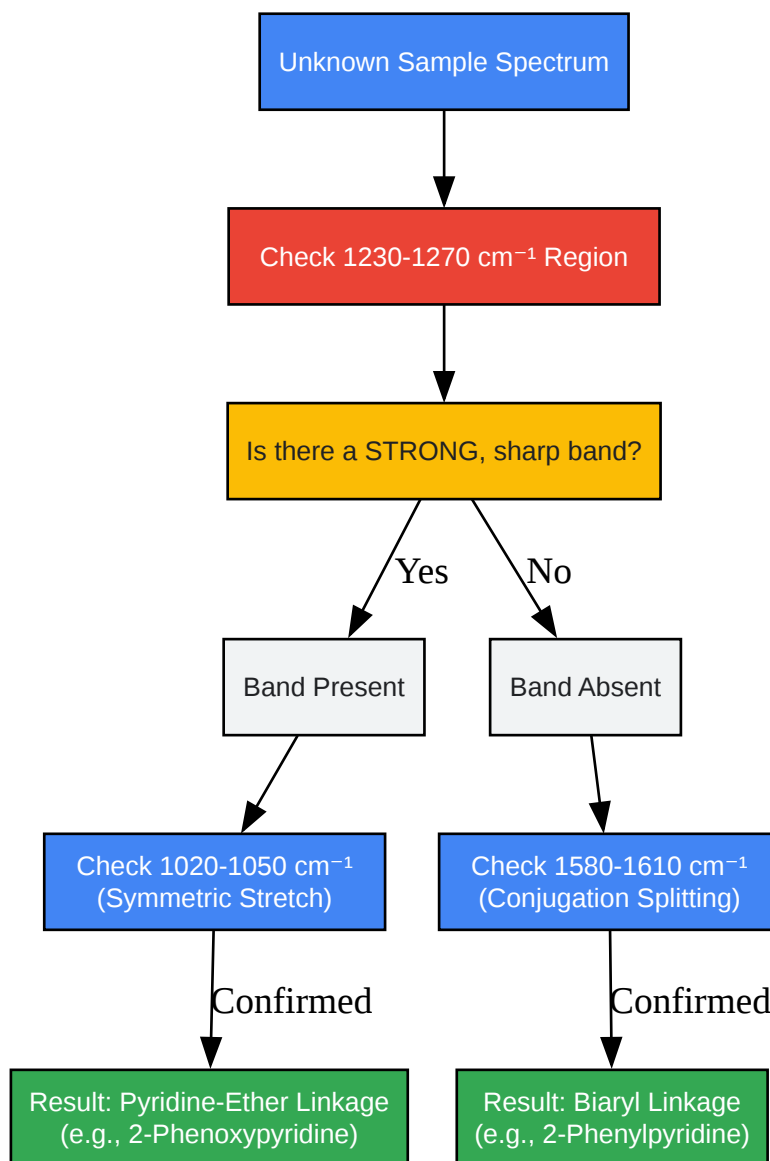 Unknown Sample Spectrum
Check 1230-1270 cm⁻¹ Region
Is there a STRONG, sharp band?
Yes
No
Band Present
Band Absent
Check 1020-1050 cm⁻¹
(Symmetric Stretch)
Check 1580-1610 cm⁻¹
(Conjugation Splitting)
Confirmed
Confirmed
Result: Pyridine-Ether Linkage
(e.g., 2-Phenoxypyridine)
Result: Biaryl Linkage
(e.g., 2-Phenylpyridine)